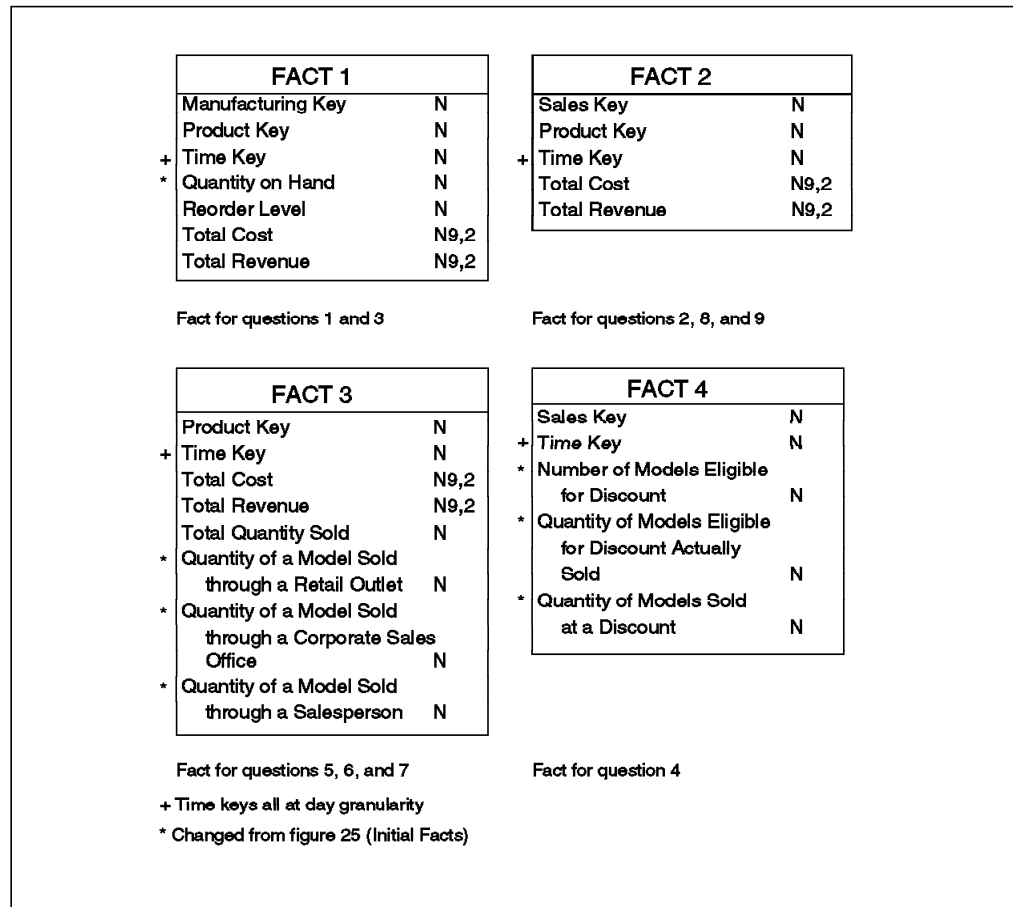 FACT 1
Manufacturing Key N
Product Key N
+ Time Key N
* Quantity on Hand N
Reorder Level N
Total Cost N9,2
Total Revenue N9,2
Fact for questions 1 and 3
FACT 2
Sales Key N
Product Key N
+ Time Key N
Total Cost N9,2
Total Revenue N9,2
Fact for questions 2, 8, and 9
FACT 3
Product Key N
+ Time Key N
Total Cost N9,2
Total Revenue N9,2
Total Quantity Sold N
* Quantity of a Model Sold
through a Retail Outlet N
* Quantity of a Model Sold
through a Corporate Sales
Office N
* Quantity of a Model Sold
through a Salesperson N
Fact for questions 5, 6, and 7
FACT 4
Sales Key N
+ Time Key N
* Number of Models Eligible
for Discount N
* Quantity of Models Eligible
for Discount Actually
Sold N
* Quantity of Models Sold
at a Discount N
Fact for question 4
+ Time keys all at day granularity
* Changed from figure 25 (Initial Facts)